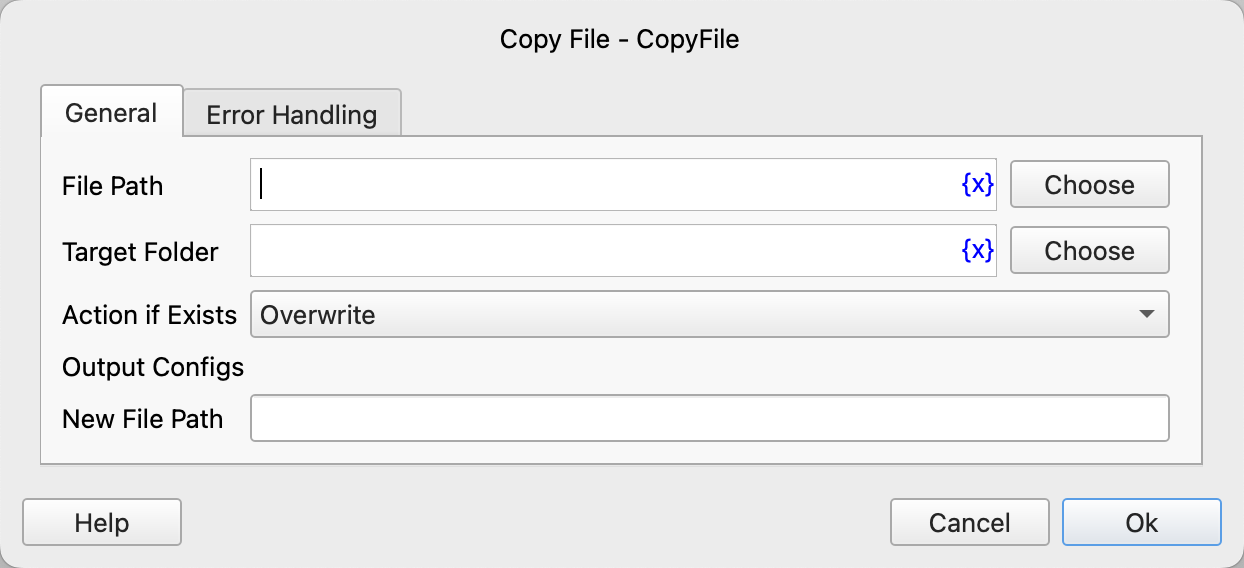 Copy File - CopyFile
General
Error Handling
File Path
{x}
Choose
Target Folder
{x}
Choose
Action if Exists
Overwrite
Output Configs
New File Path
Help
Cancel
Ok